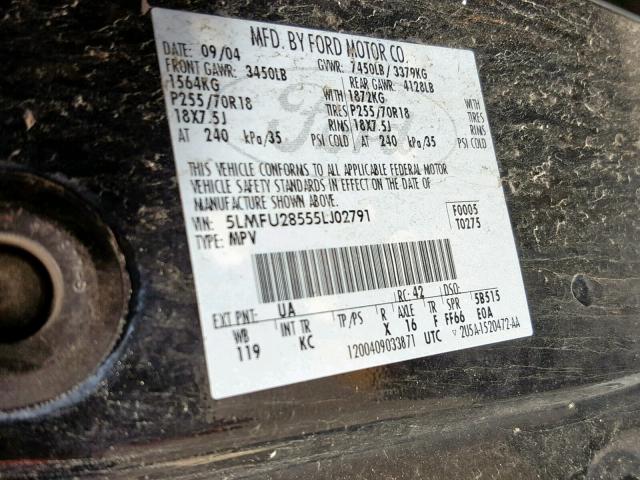 MFD. BY FORD MOTOR CO.
DATE: 09/04 GVWR: 7450LB / 3379KG
FRONT GAWR: 3450LB REAR GAWR: 4128LB
1564KG WITH 1872KG WITH
P255/70R18 TIRES P255/70R18 TIRES
18X7.5J RIMS 18X7.5J RIMS
AT 240 kPa/35 PSI COLD AT 240 kPa/35 PSI COLD
Ford
THIS VEHICLE CONFORMS TO ALL APPLICABLE FEDERAL MOTOR
VEHICLE SAFETY STANDARDS IN EFFECT ON THE DATE OF
MANUFACTURE SHOWN ABOVE.
VIN: 5LMFU28555LJ02791 F0005
TYPE: MPV T0275
EXT PNT: UA RC: 42 DSO:
WB INT TR TP/PS R AXLE TR SPR 5B515
119 KC X 16 F FF66 E0A
1200409033871 UTC 2U5A-1520472-AA